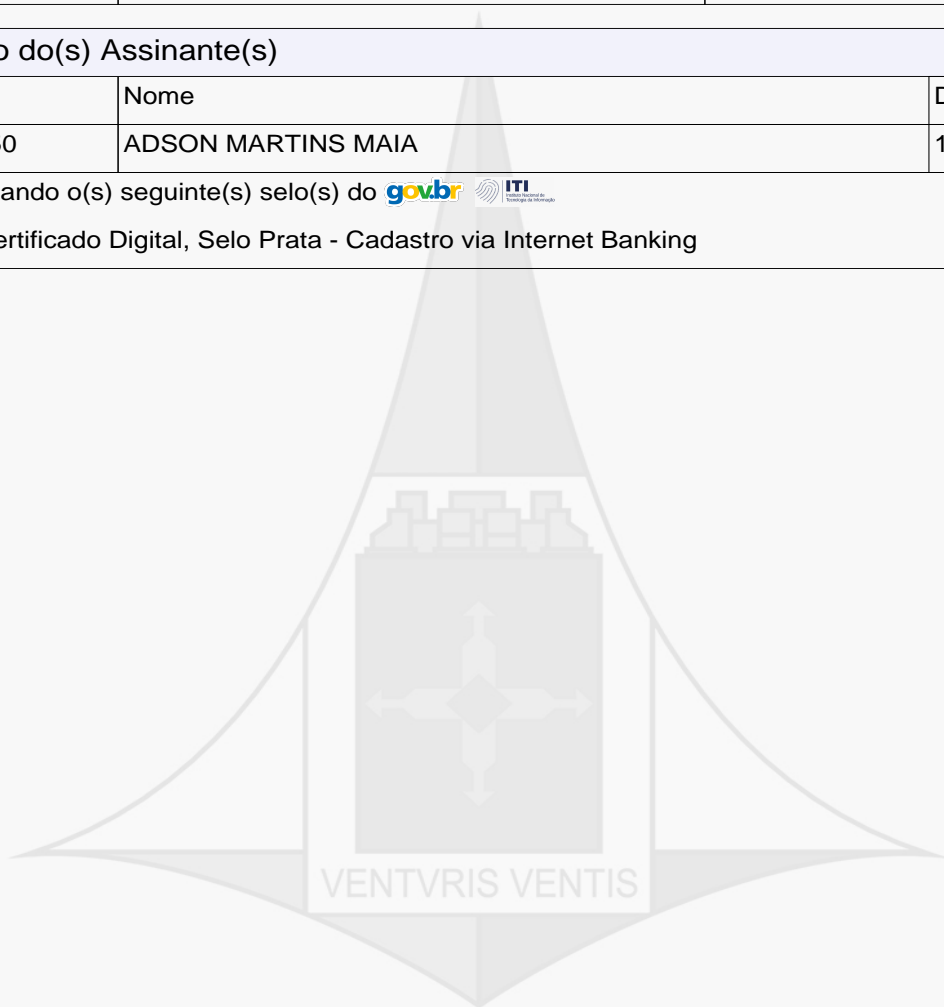 o do(s) Assinante(s)
Nome D
60 ADSON MARTINS MAIA 1
ando o(s) seguinte(s) selo(s) do gov.br ITI
ertificado Digital, Selo Prata - Cadastro via Internet Banking
VENTVRIS VENTIS